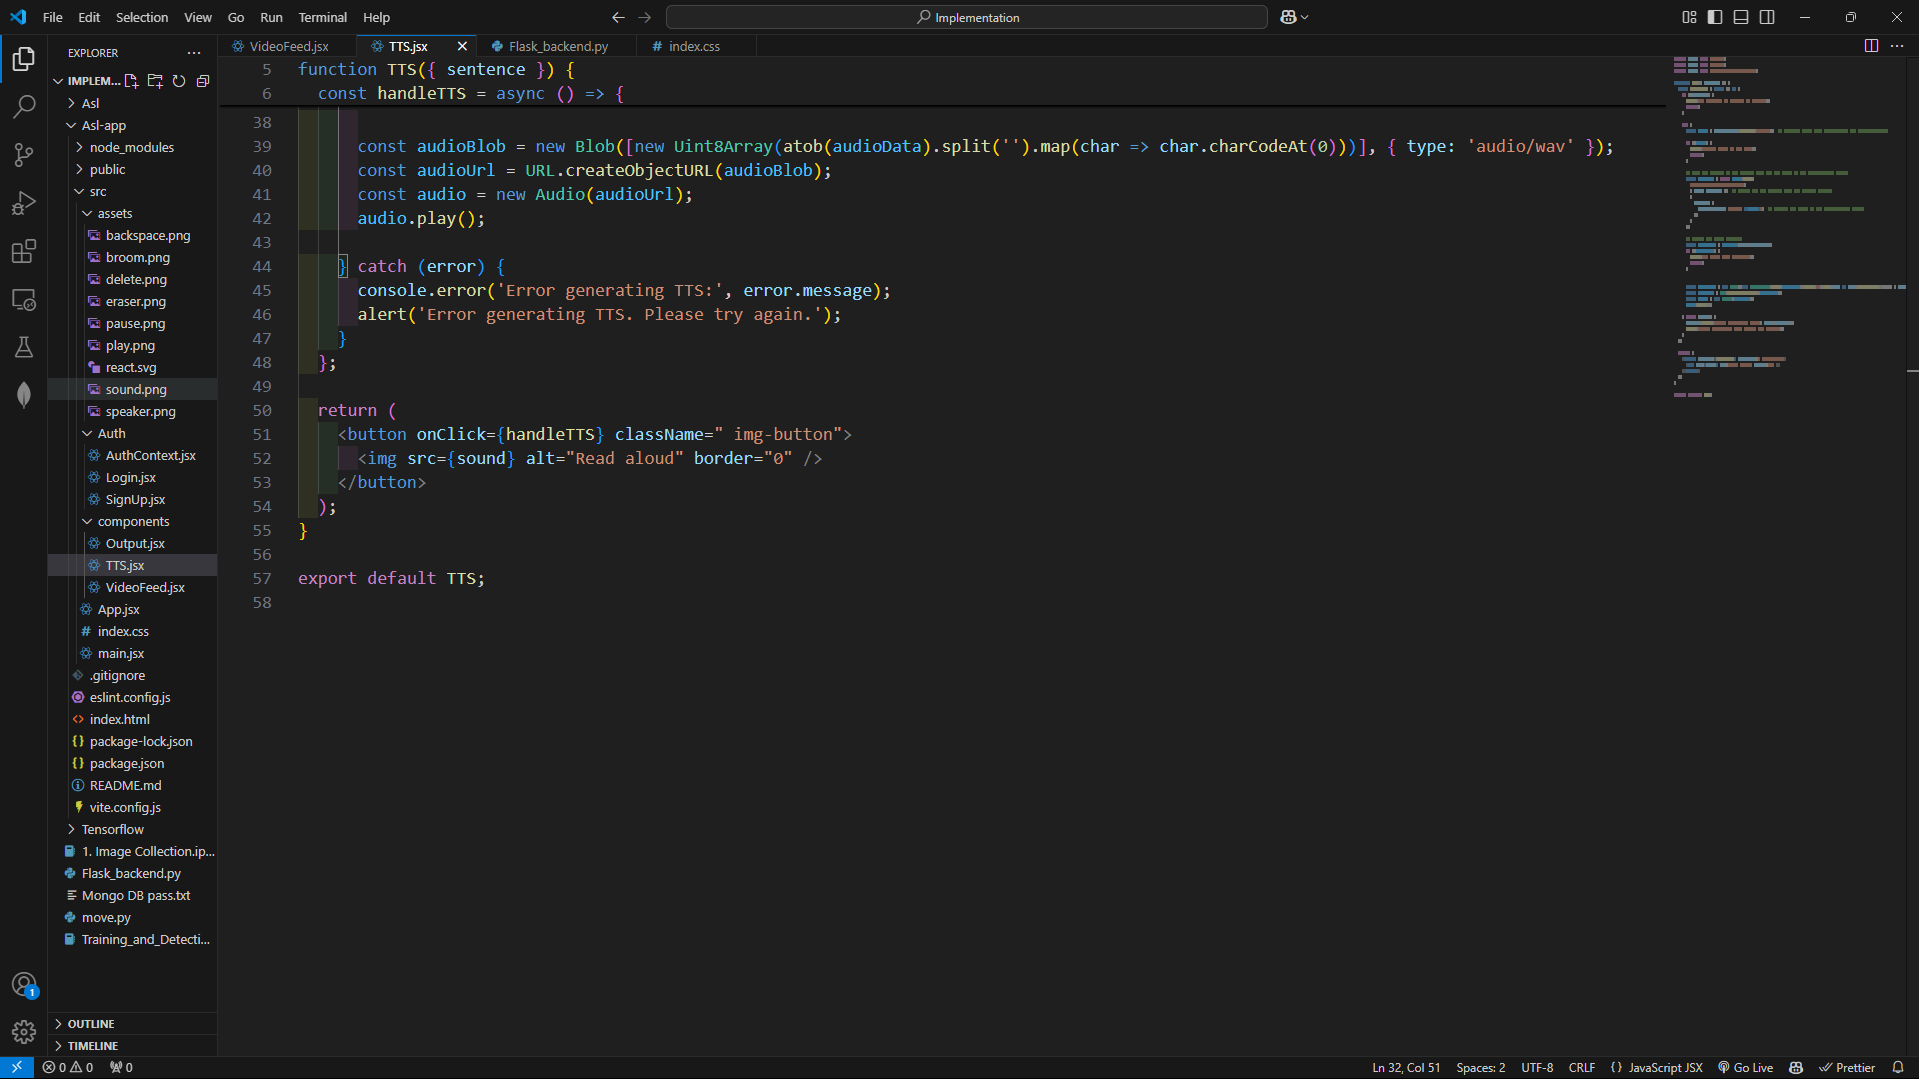 File Edit Selection View Go Run Terminal Help
Implementation
EXPLORER
VideoFeed.jsx
TTS.jsx
Flask_backend.py
# index.css
IMPLEM...
Asl
Asl-app
node_modules
public
src
assets
backspace.png
broom.png
delete.png
eraser.png
pause.png
play.png
react.svg
sound.png
speaker.png
Auth
AuthContext.jsx
Login.jsx
SignUp.jsx
components
Output.jsx
TTS.jsx
VideoFeed.jsx
App.jsx
# index.css
main.jsx
.gitignore
eslint.config.js
<> index.html
{} package-lock.json
{} package.json
README.md
vite.config.js
Tensorflow
1. Image Collection.ip...
Flask_backend.py
Mongo DB pass.txt
move.py
Training_and_Detecti...
OUTLINE
TIMELINE
5 function TTS({ sentence }) {
6 const handleTTS = async () => {
38
39 const audioBlob = new Blob([new Uint8Array(atob(audioData).split('').map(char => char.charCodeAt(0)))], { type: 'audio/wav' });
40 const audioUrl = URL.createObjectURL(audioBlob);
41 const audio = new Audio(audioUrl);
42 audio.play();
43
44 } catch (error) {
45 console.error('Error generating TTS:', error.message);
46 alert('Error generating TTS. Please try again.');
47 }
48 };
49
50 return (
51 <button onClick={handleTTS} className=" img-button">
52 <img src={sound} alt="Read aloud" border="0" />
53 </button>
54 );
55 }
56
57 export default TTS;
58
1
0 0 0
Ln 32, Col 51 Spaces: 2 UTF-8 CRLF {} JavaScript JSX Go Live Prettier